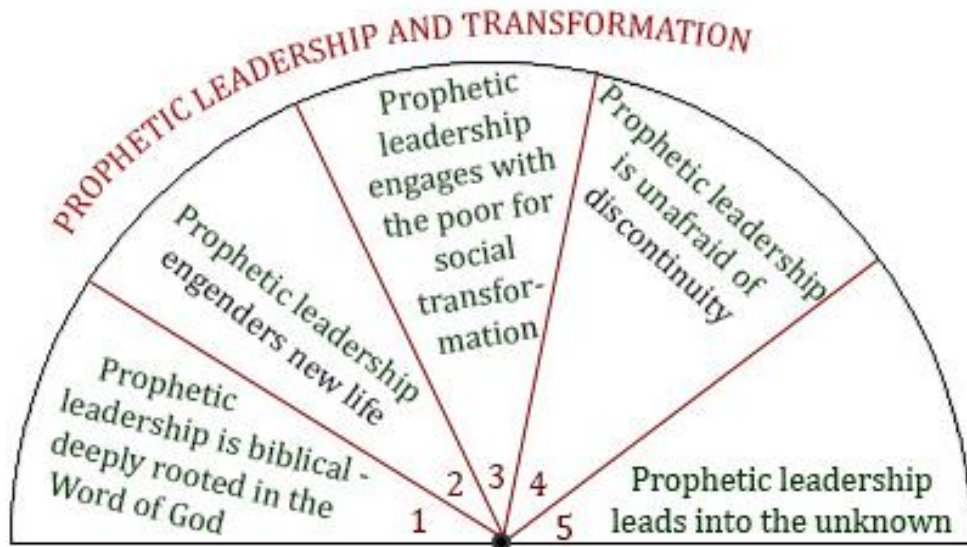 PROPHETIC LEADERSHIP AND TRANSFORMATION
Prophetic
leadership is biblical -
deeply rooted in the
Word of God
1
Prophetic leadership
engenders new life
2
Prophetic
leadership
engages with
the poor for
social
transfor-
mation
3
Prophetic leadership
is unafraid of
discontinuity
4
Prophetic leadership
leads into the unknown
5